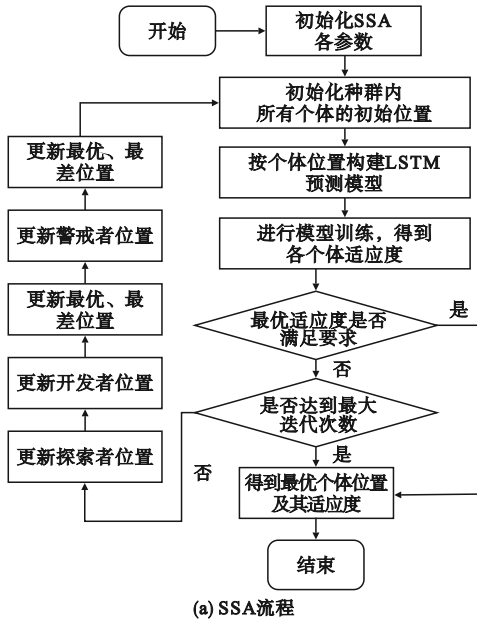 开始
初始化SSA
各参数
初始化种群内
所有个体的初始位置
按个体位置构建LSTM
预测模型
进行模型训练，得到
各个体适应度
最优适应度是否
满足要求
是
否
是否达到最大
迭代次数
是
否
得到最优个体位置
及其适应度
结束
更新最优、最
差位置
更新警戒者位置
更新最优、最
差位置
更新开发者位置
更新探索者位置
(a) SSA流程